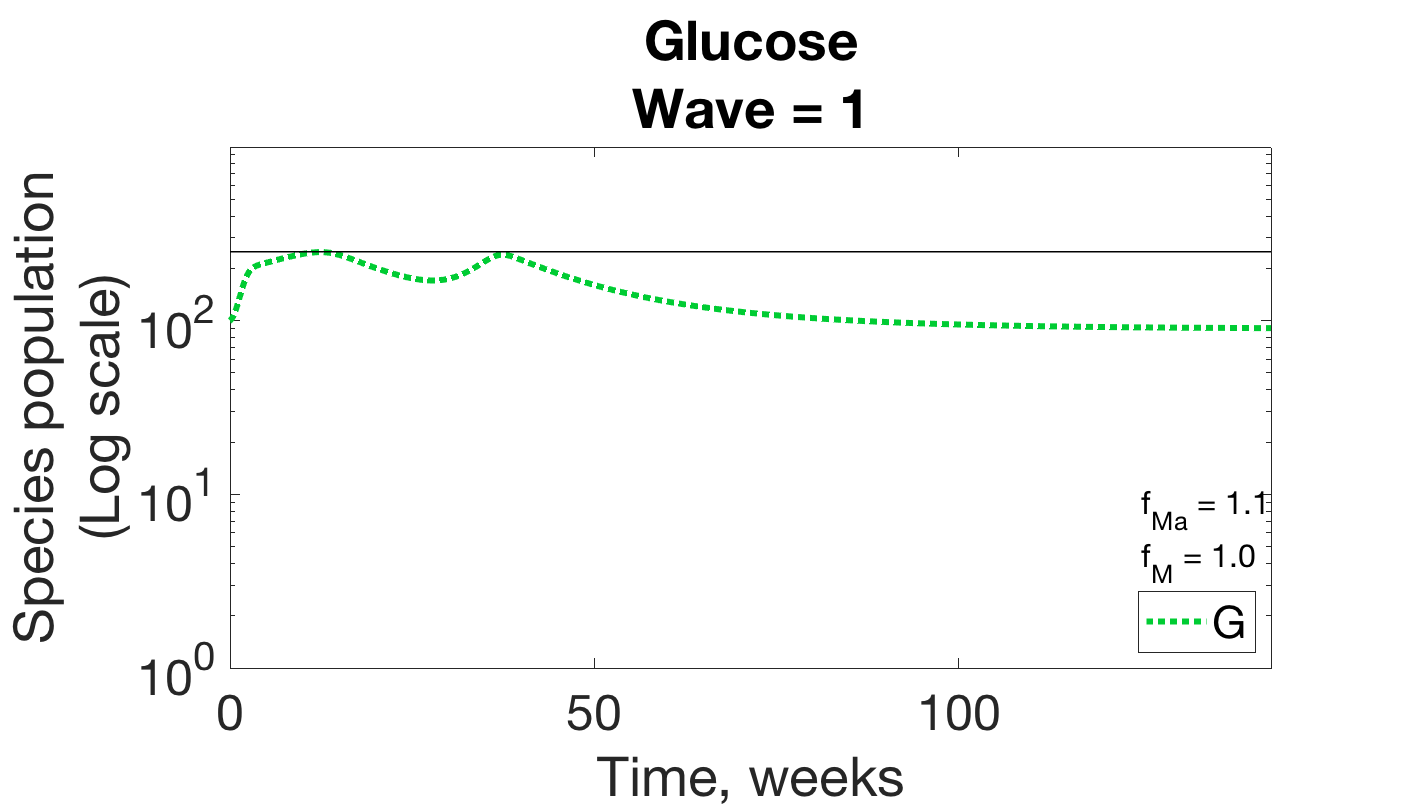 Glucose
Wave = 1
Species population
(Log scale)
10^2
10^1
10^0
f_Ma = 1.1
f_M = 1.0
G
0 50 100
Time, weeks